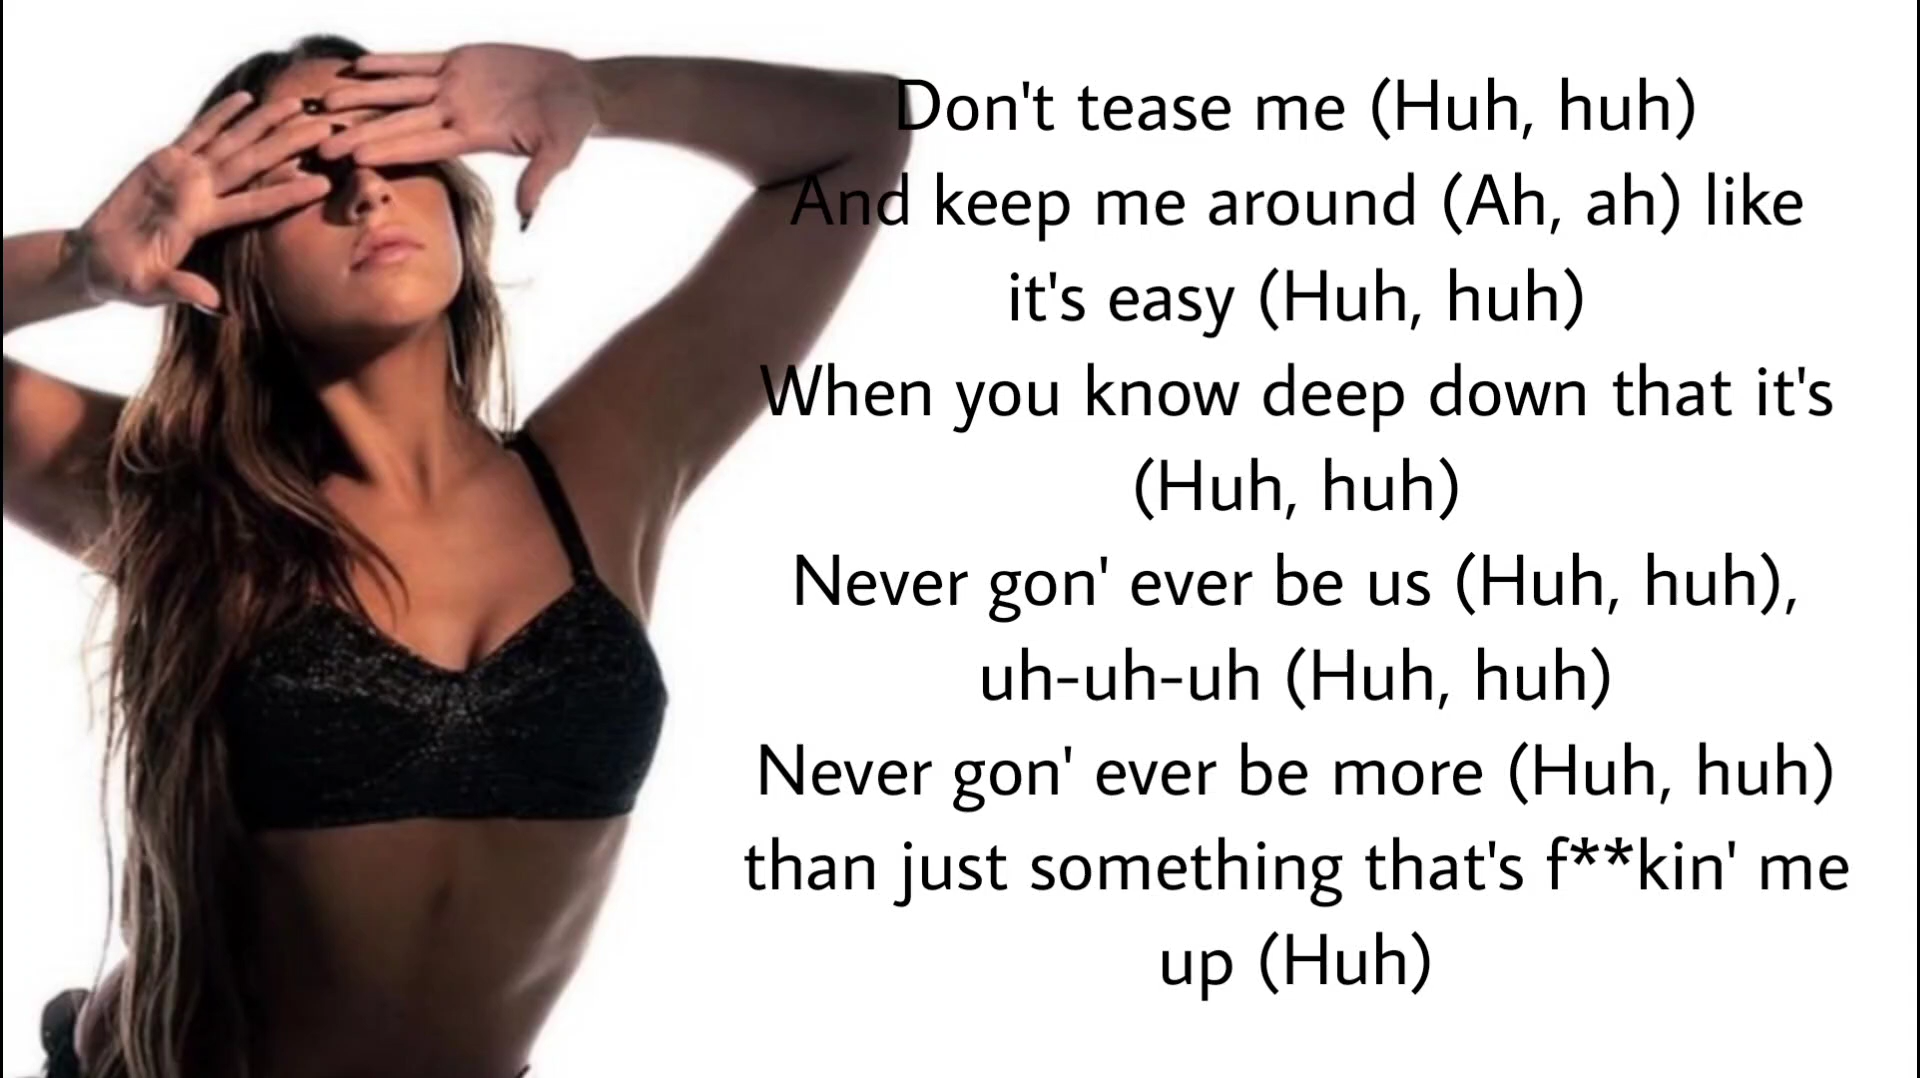 Don't tease me (Huh, huh)
And keep me around (Ah, ah) like
it's easy (Huh, huh)
When you know deep down that it's
(Huh, huh)
Never gon' ever be us (Huh, huh),
uh-uh-uh (Huh, huh)
Never gon' ever be more (Huh, huh)
than just something that's f**kin' me
up (Huh)